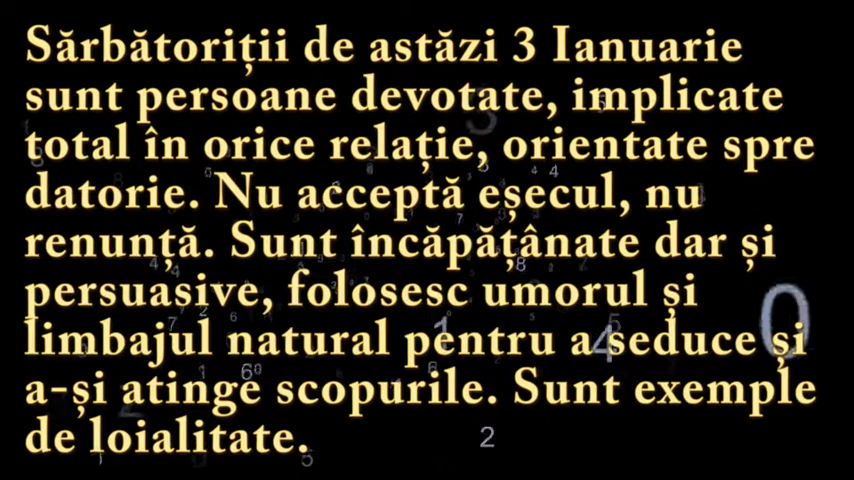 Sărbătoriții de astăzi 3 Ianuarie
sunt persoane devotate, implicate
total în orice relație, orientate spre
datorie. Nu acceptă eșecul, nu
renunță. Sunt încăpățânate dar și
persuasive, folosesc umorul și
limbajul natural pentru a seduce și
a-și atinge scopurile. Sunt exemple
de loialitate.